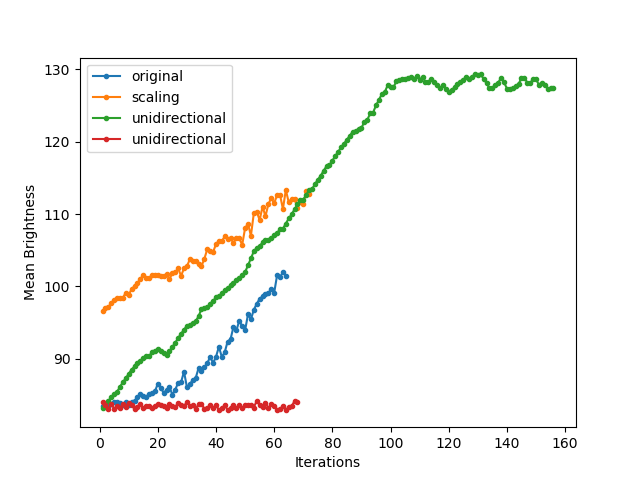 original
scaling
unidirectional
unidirectional
130
120
110
100
90
Mean Brightness
0 20 40 60 80 100 120 140 160
Iterations